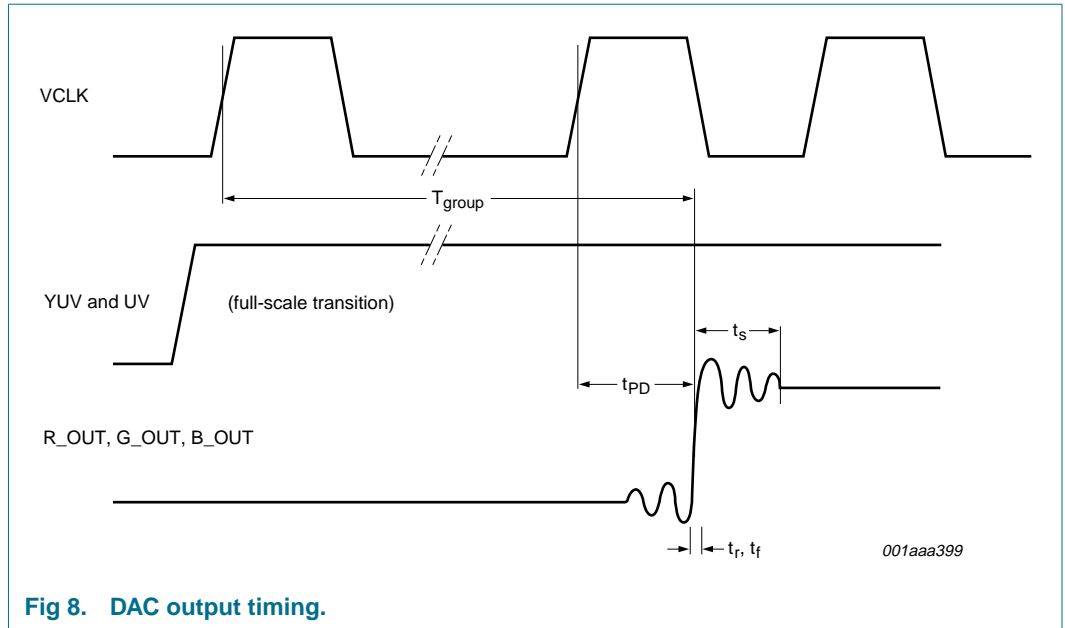 VCLK
Tgroup
YUV and UV (full-scale transition)
ts
tPD
R_OUT, G_OUT, B_OUT
tr, tf
001aaa399
Fig 8. DAC output timing.